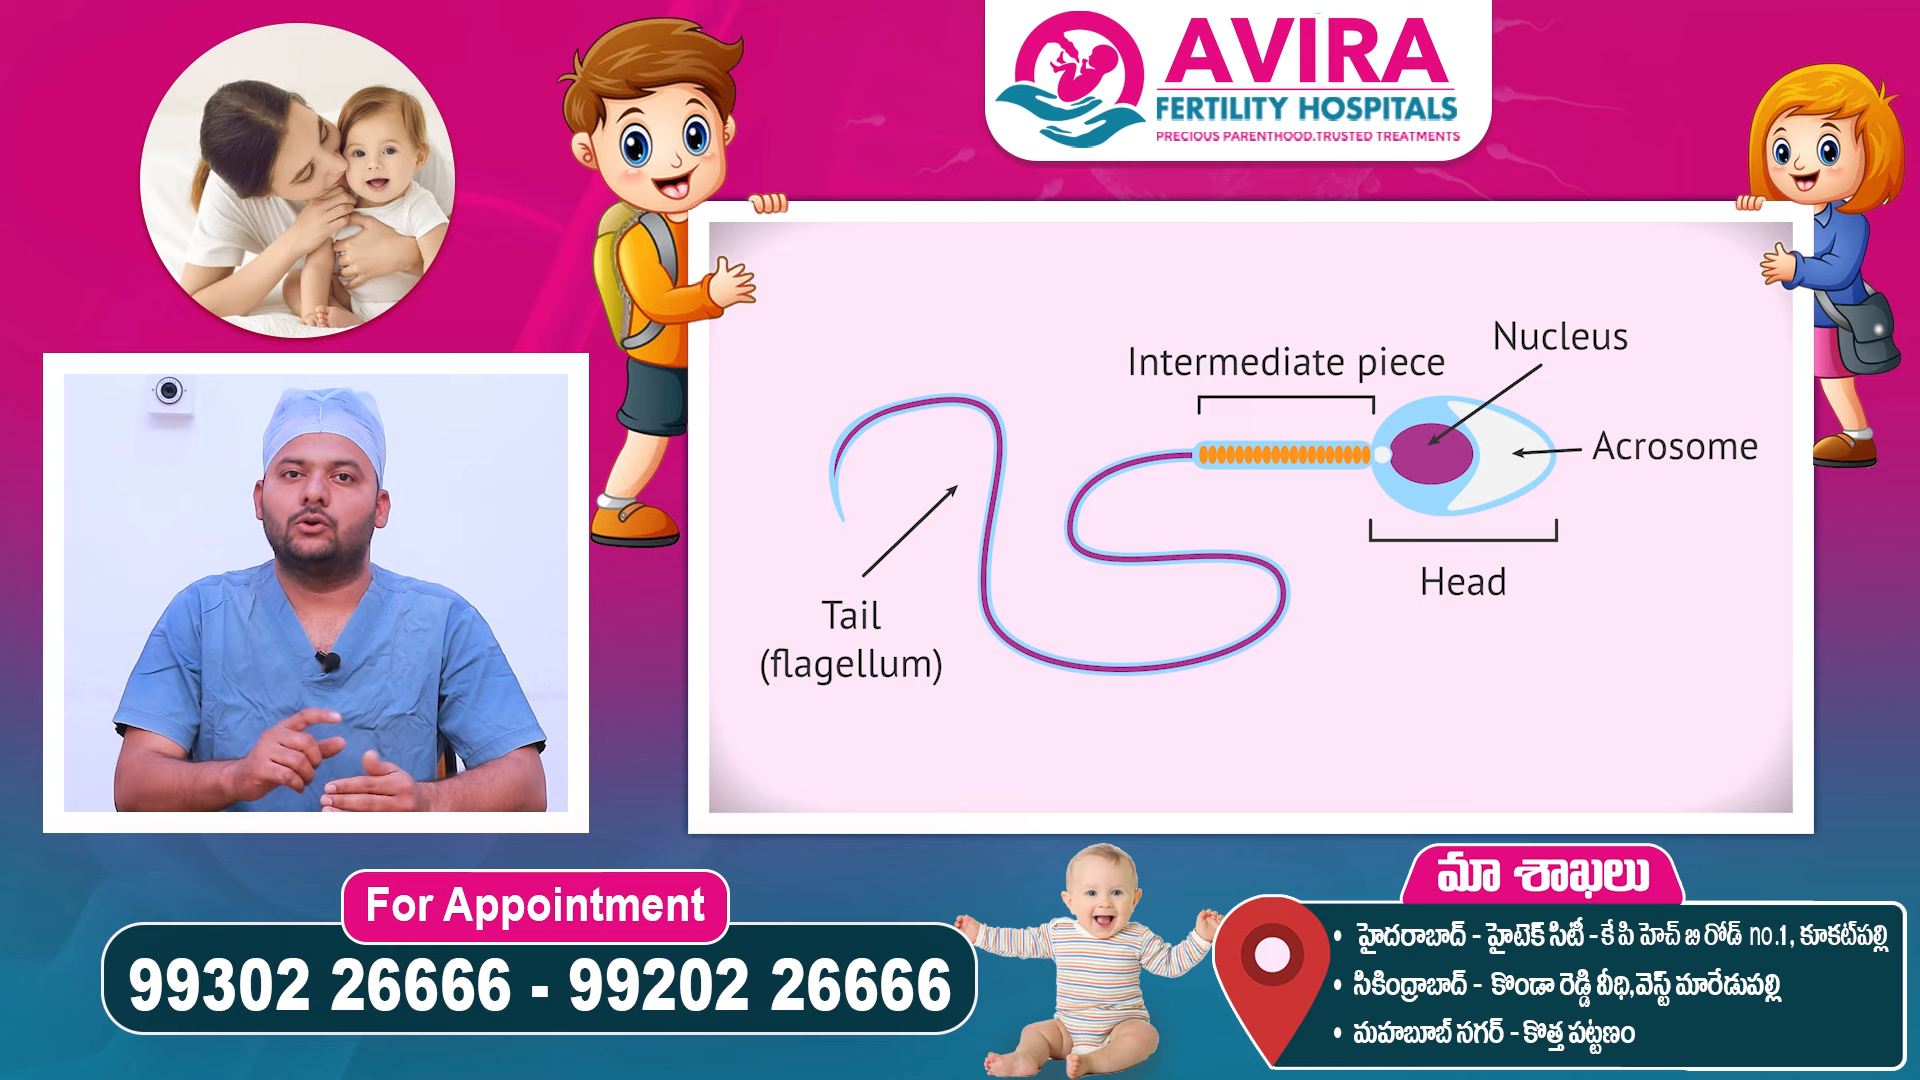 AVIRA
FERTILITY HOSPITALS
PRECIOUS PARENTHOOD.TRUSTED TREATMENTS
Nucleus
Intermediate piece
Acrosome
Head
Tail
(flagellum)
For Appointment
99302 26666 - 99202 26666
మా శాఖలు
• హైదరాబాద్ - హైటెక్ సిటీ - కే పి హెచ్ బి రోడ్ no.1, కూకట్‌పల్లి
• సికింద్రాబాద్ - కొండా రెడ్డి వీధి,వెస్ట్ మారేడుపల్లి
• మహబూబ్ నగర్ - కొత్త పట్టణం